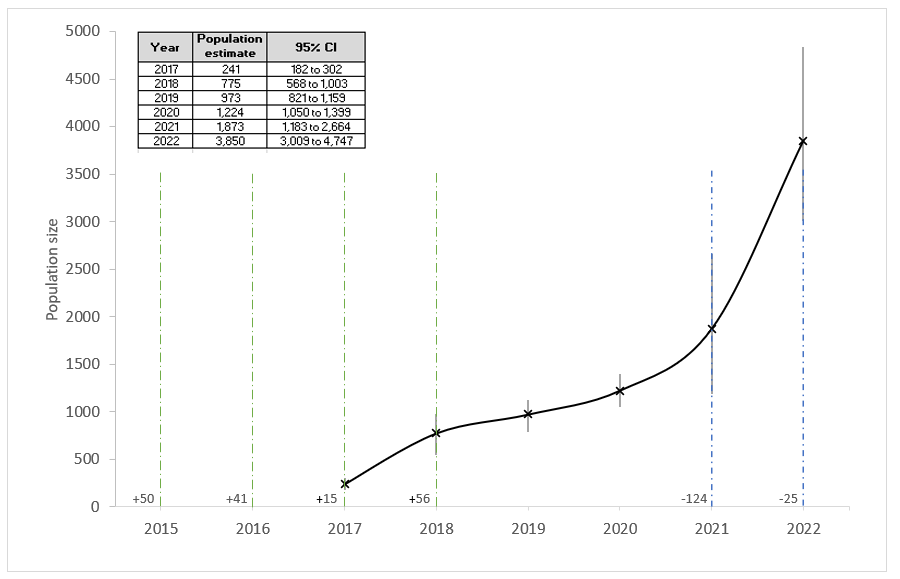 Year Population estimate 95% CI
2017 241 182 to 302
2018 775 568 to 1,003
2019 973 821 to 1,159
2020 1,224 1,050 to 1,399
2021 1,873 1,183 to 2,664
2022 3,850 3,009 to 4,747
Population size
5000
4500
4000
3500
3000
2500
2000
1500
1000
500
0
+50 +41 +15 +56 -124 -25
2015 2016 2017 2018 2019 2020 2021 2022